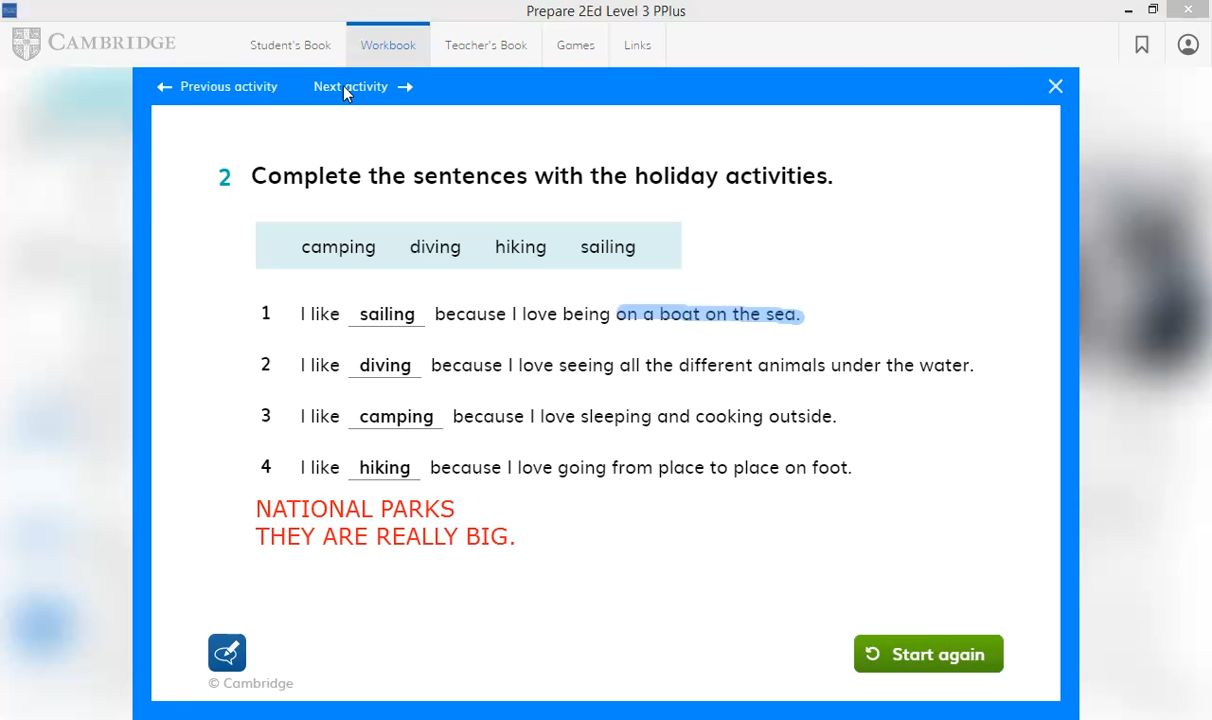 Prepare 2Ed Level 3 PPlus
CAMBRIDGE Student's Book Workbook Teacher's Book Games Links
Previous activity Next activity
2 Complete the sentences with the holiday activities.
camping diving hiking sailing
1 I like sailing because I love being on a boat on the sea.
2 I like diving because I love seeing all the different animals under the water.
3 I like camping because I love sleeping and cooking outside.
4 I like hiking because I love going from place to place on foot.
NATIONAL PARKS
THEY ARE REALLY BIG.
Start again
© Cambridge